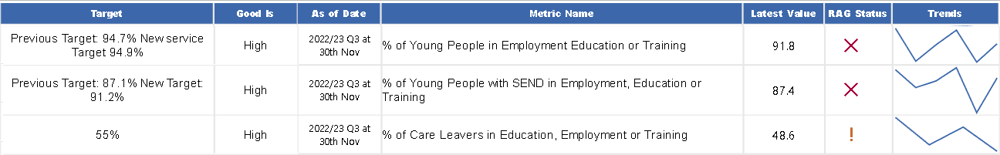 Target Good Is As of Date Metric Name Latest Value RAG Status Trends
Previous Target: 94.7% New service
Target 94.9%
High
2022/23 Q3 at
30th Nov
% of Young People in Employment Education or Training
91.8
Previous Target: 87.1% New Target:
91.2%
High
2022/23 Q3 at
30th Nov
% of Young People with SEND in Employment, Education or
Training
87.4
55%
High
2022/23 Q3 at
30th Nov
% of Care Leavers in Education, Employment or Training
48.6
!